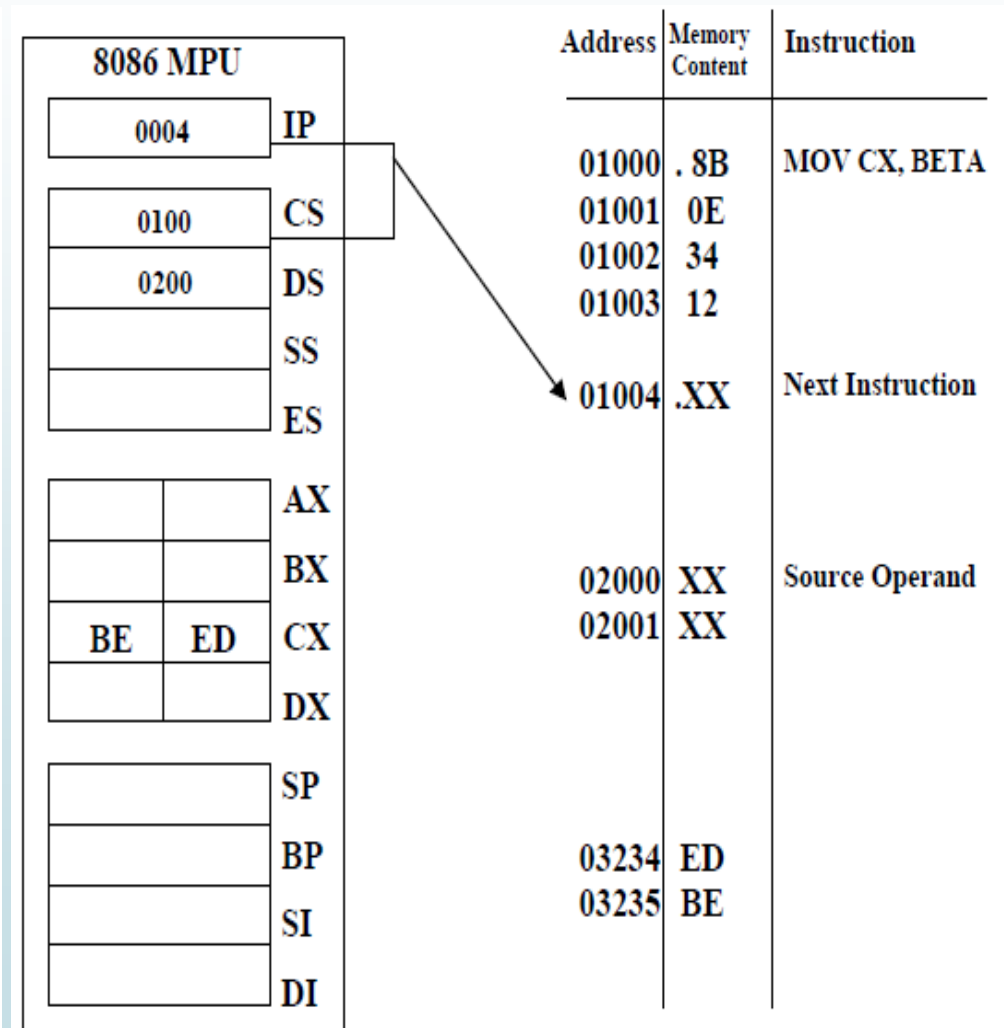 8086 MPU
0004 IP
0100 CS
0200 DS
SS
ES
AX
BX
BE ED CX
DX
SP
BP
SI
DI
Address Memory Content Instruction
01000 . 8B MOV CX, BETA
01001 0E
01002 34
01003 12
01004 .XX Next Instruction
02000 XX Source Operand
02001 XX
03234 ED
03235 BE